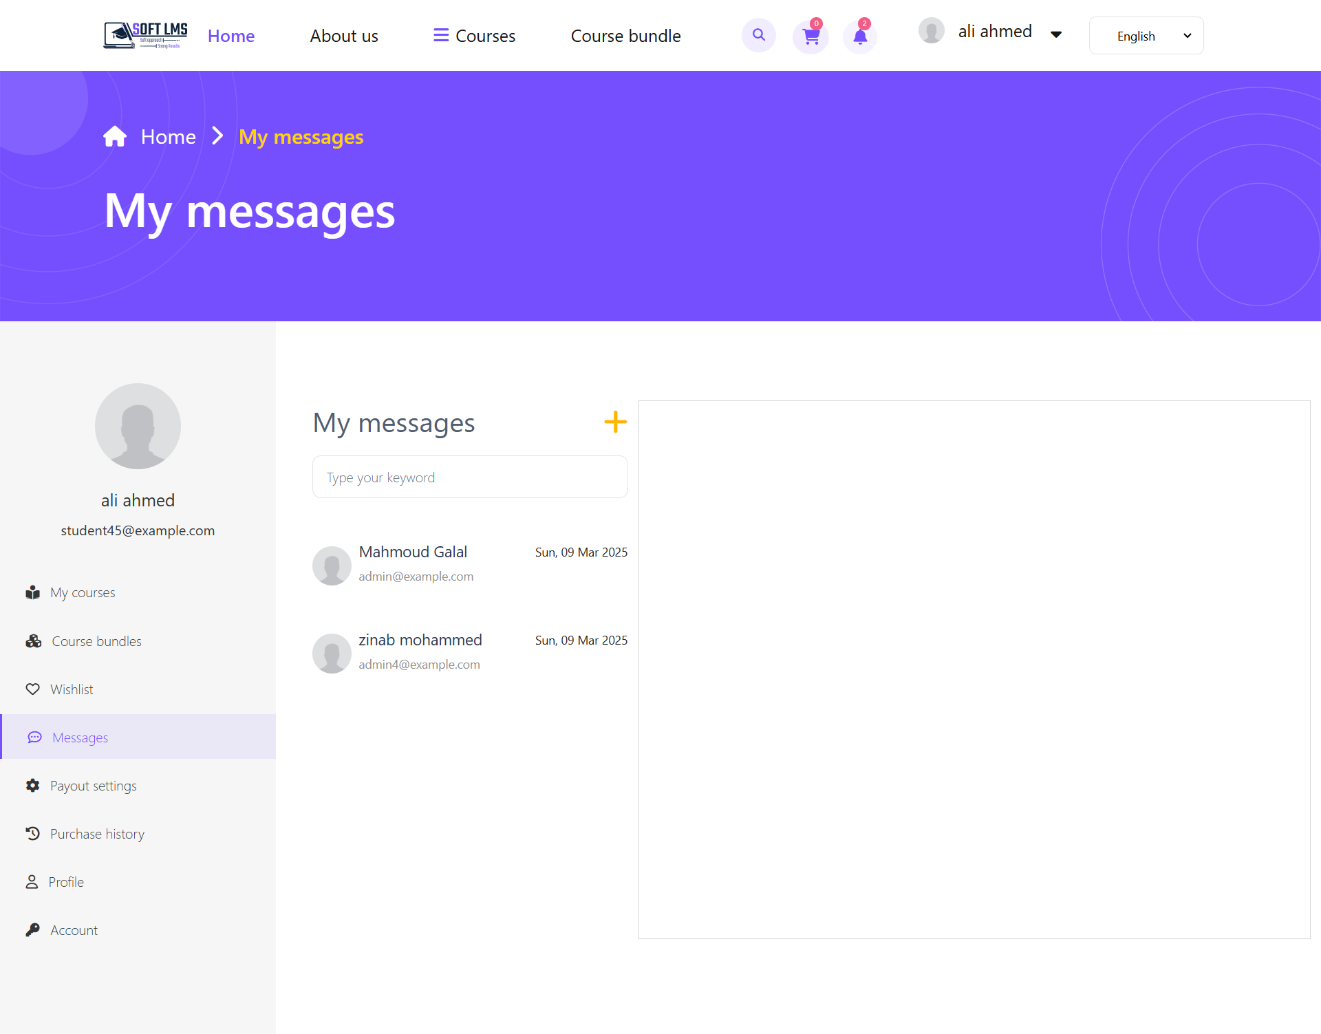 SOFT LMS
Home
About us
Courses
Course bundle
0
2
ali ahmed
English
Home
My messages
My messages
ali ahmed
student45@example.com
My courses
Course bundles
Wishlist
Messages
Payout settings
Purchase history
Profile
Account
My messages
Type your keyword
Mahmoud Galal
Sun, 09 Mar 2025
admin@example.com
zinab mohammed
Sun, 09 Mar 2025
admin4@example.com